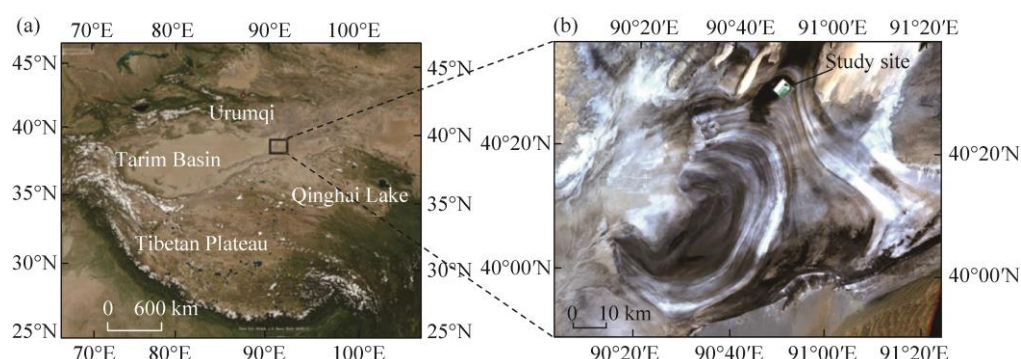 (a)
70°E 80°E 90°E 100°E
45°N
40°N
35°N
30°N
25°N
45°N
40°N
35°N
30°N
25°N
Urumqi
Tarim Basin
Qinghai Lake
Tibetan Plateau
0 600 km
70°E 80°E 90°E 100°E
(b)
90°20′E 90°40′E 91°00′E 91°20′E
Study site
40°20′N
40°00′N
40°20′N
40°00′N
0 10 km
90°20′E 90°40′E 91°00′E 91°20′E